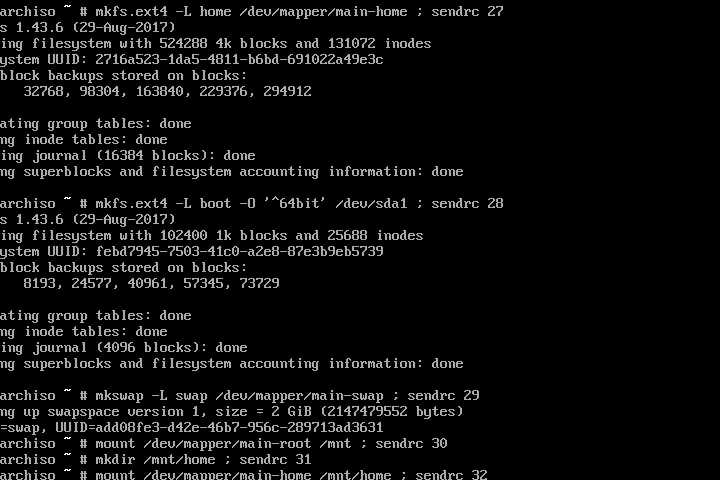 archiso ~ # mkfs.ext4 -L home /dev/mapper/main-home ; sendrc 27
s 1.43.6 (29-Aug-2017)
ing filesystem with 524288 4k blocks and 131072 inodes
ystem UUID: 2716a523-1da5-4811-b6bd-691022a49e3c
block backups stored on blocks:
32768, 98304, 163840, 229376, 294912
ating group tables: done
ng inode tables: done
ing journal (16384 blocks): done
ng superblocks and filesystem accounting information: done
archiso ~ # mkfs.ext4 -L boot -O '^64bit' /dev/sda1 ; sendrc 28
s 1.43.6 (29-Aug-2017)
ing filesystem with 102400 1k blocks and 25688 inodes
ystem UUID: febd7945-7503-41c0-a2e8-87e3b9eb5739
block backups stored on blocks:
8193, 24577, 40961, 57345, 73729
ating group tables: done
ng inode tables: done
ing journal (4096 blocks): done
ng superblocks and filesystem accounting information: done
archiso ~ # mkswap -L swap /dev/mapper/main-swap ; sendrc 29
ng up swapspace version 1, size = 2 GiB (2147479552 bytes)
=swap, UUID=add08fe3-d42e-46b7-956c-289713ad3631
archiso ~ # mount /dev/mapper/main-root /mnt ; sendrc 30
archiso ~ # mkdir /mnt/home ; sendrc 31
archiso ~ # mount /dev/mapper/main-home /mnt/home ; sendrc 32